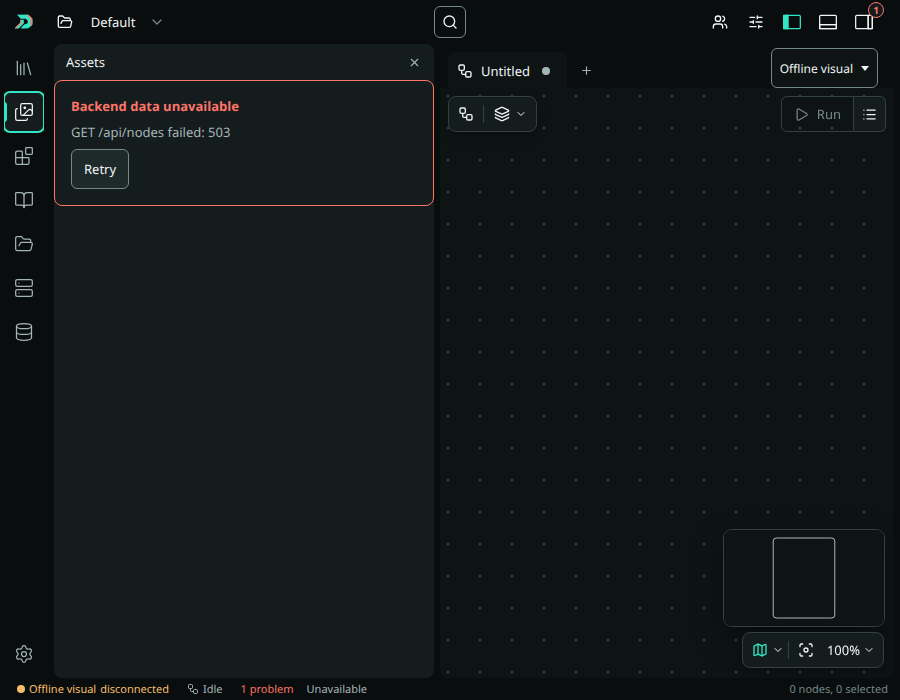 Default
1
Assets
Untitled
Offline visual
Backend data unavailable
GET /api/nodes failed: 503
Retry
Run
100%
Offline visual disconnected
Idle
1 problem
Unavailable
0 nodes, 0 selected